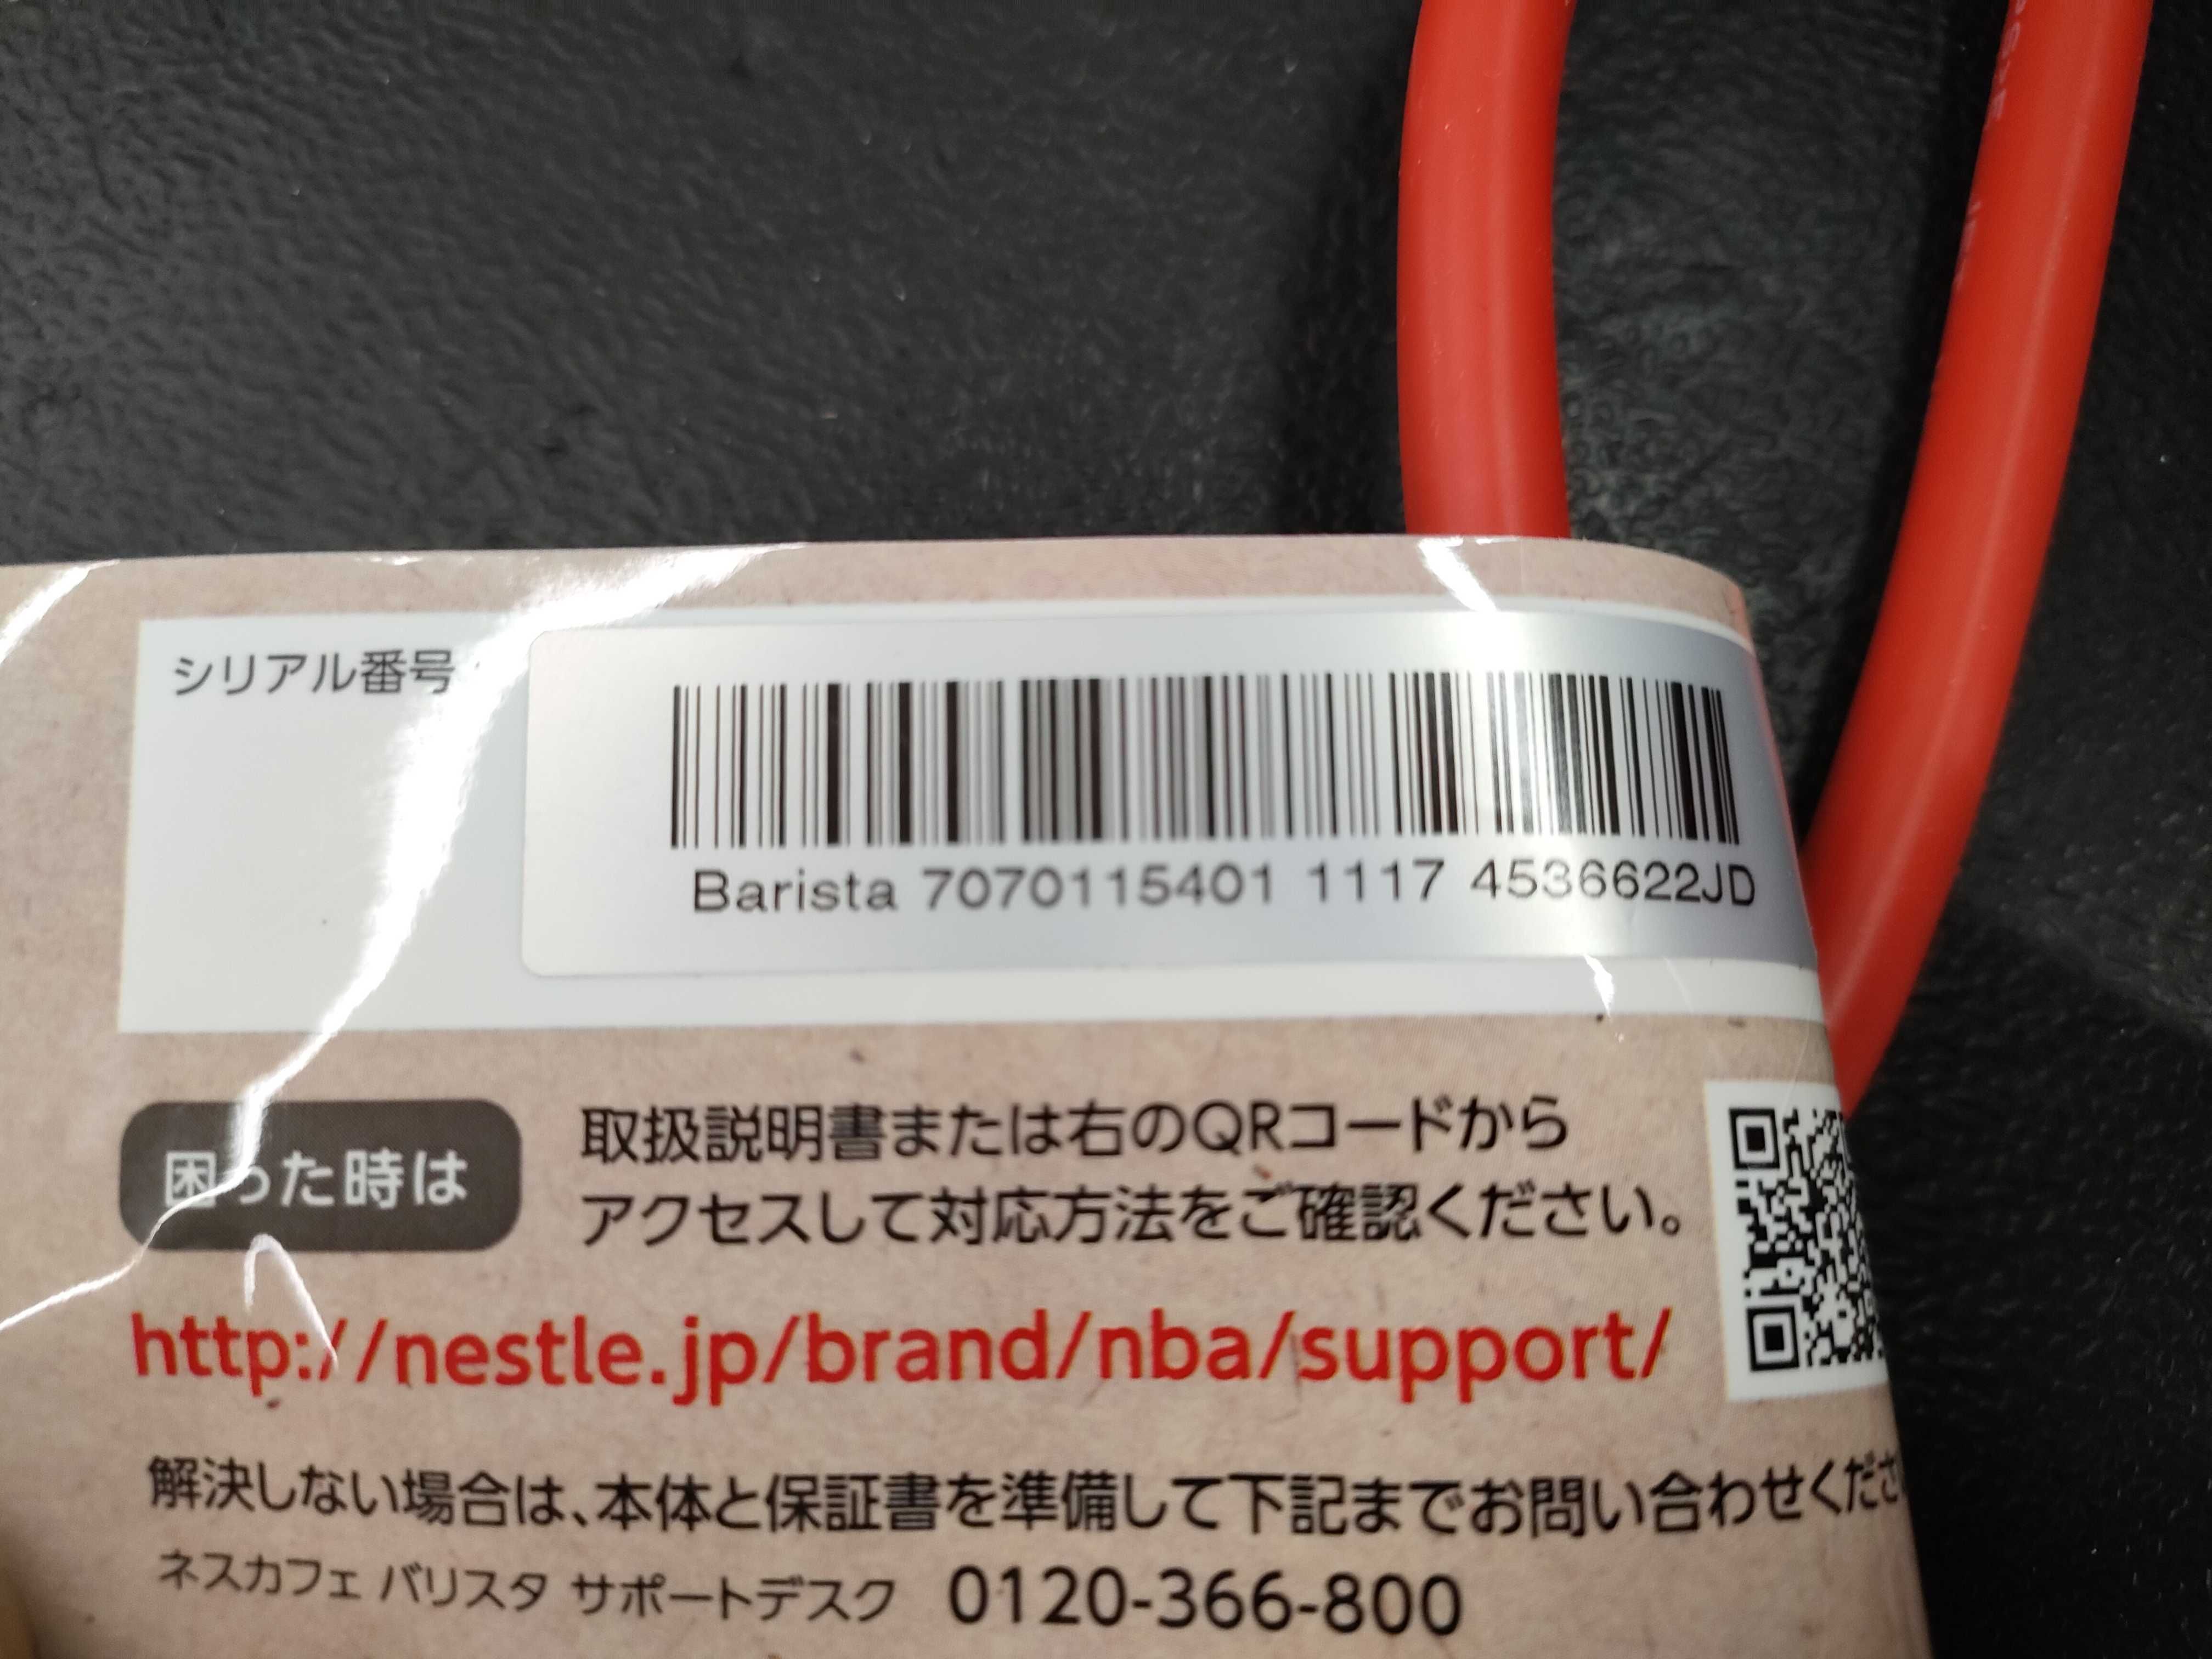 シリアル番号
Barista 7070115401 1117 4536622JD
困った時は
取扱説明書または右のQRコードから
アクセスして対応方法をご確認ください。
http://nestle.jp/brand/nba/support/
解決しない場合は、本体と保証書を準備して下記までお問い合わせくださ
ネスカフェ バリスタ サポートデスク 0120-366-800